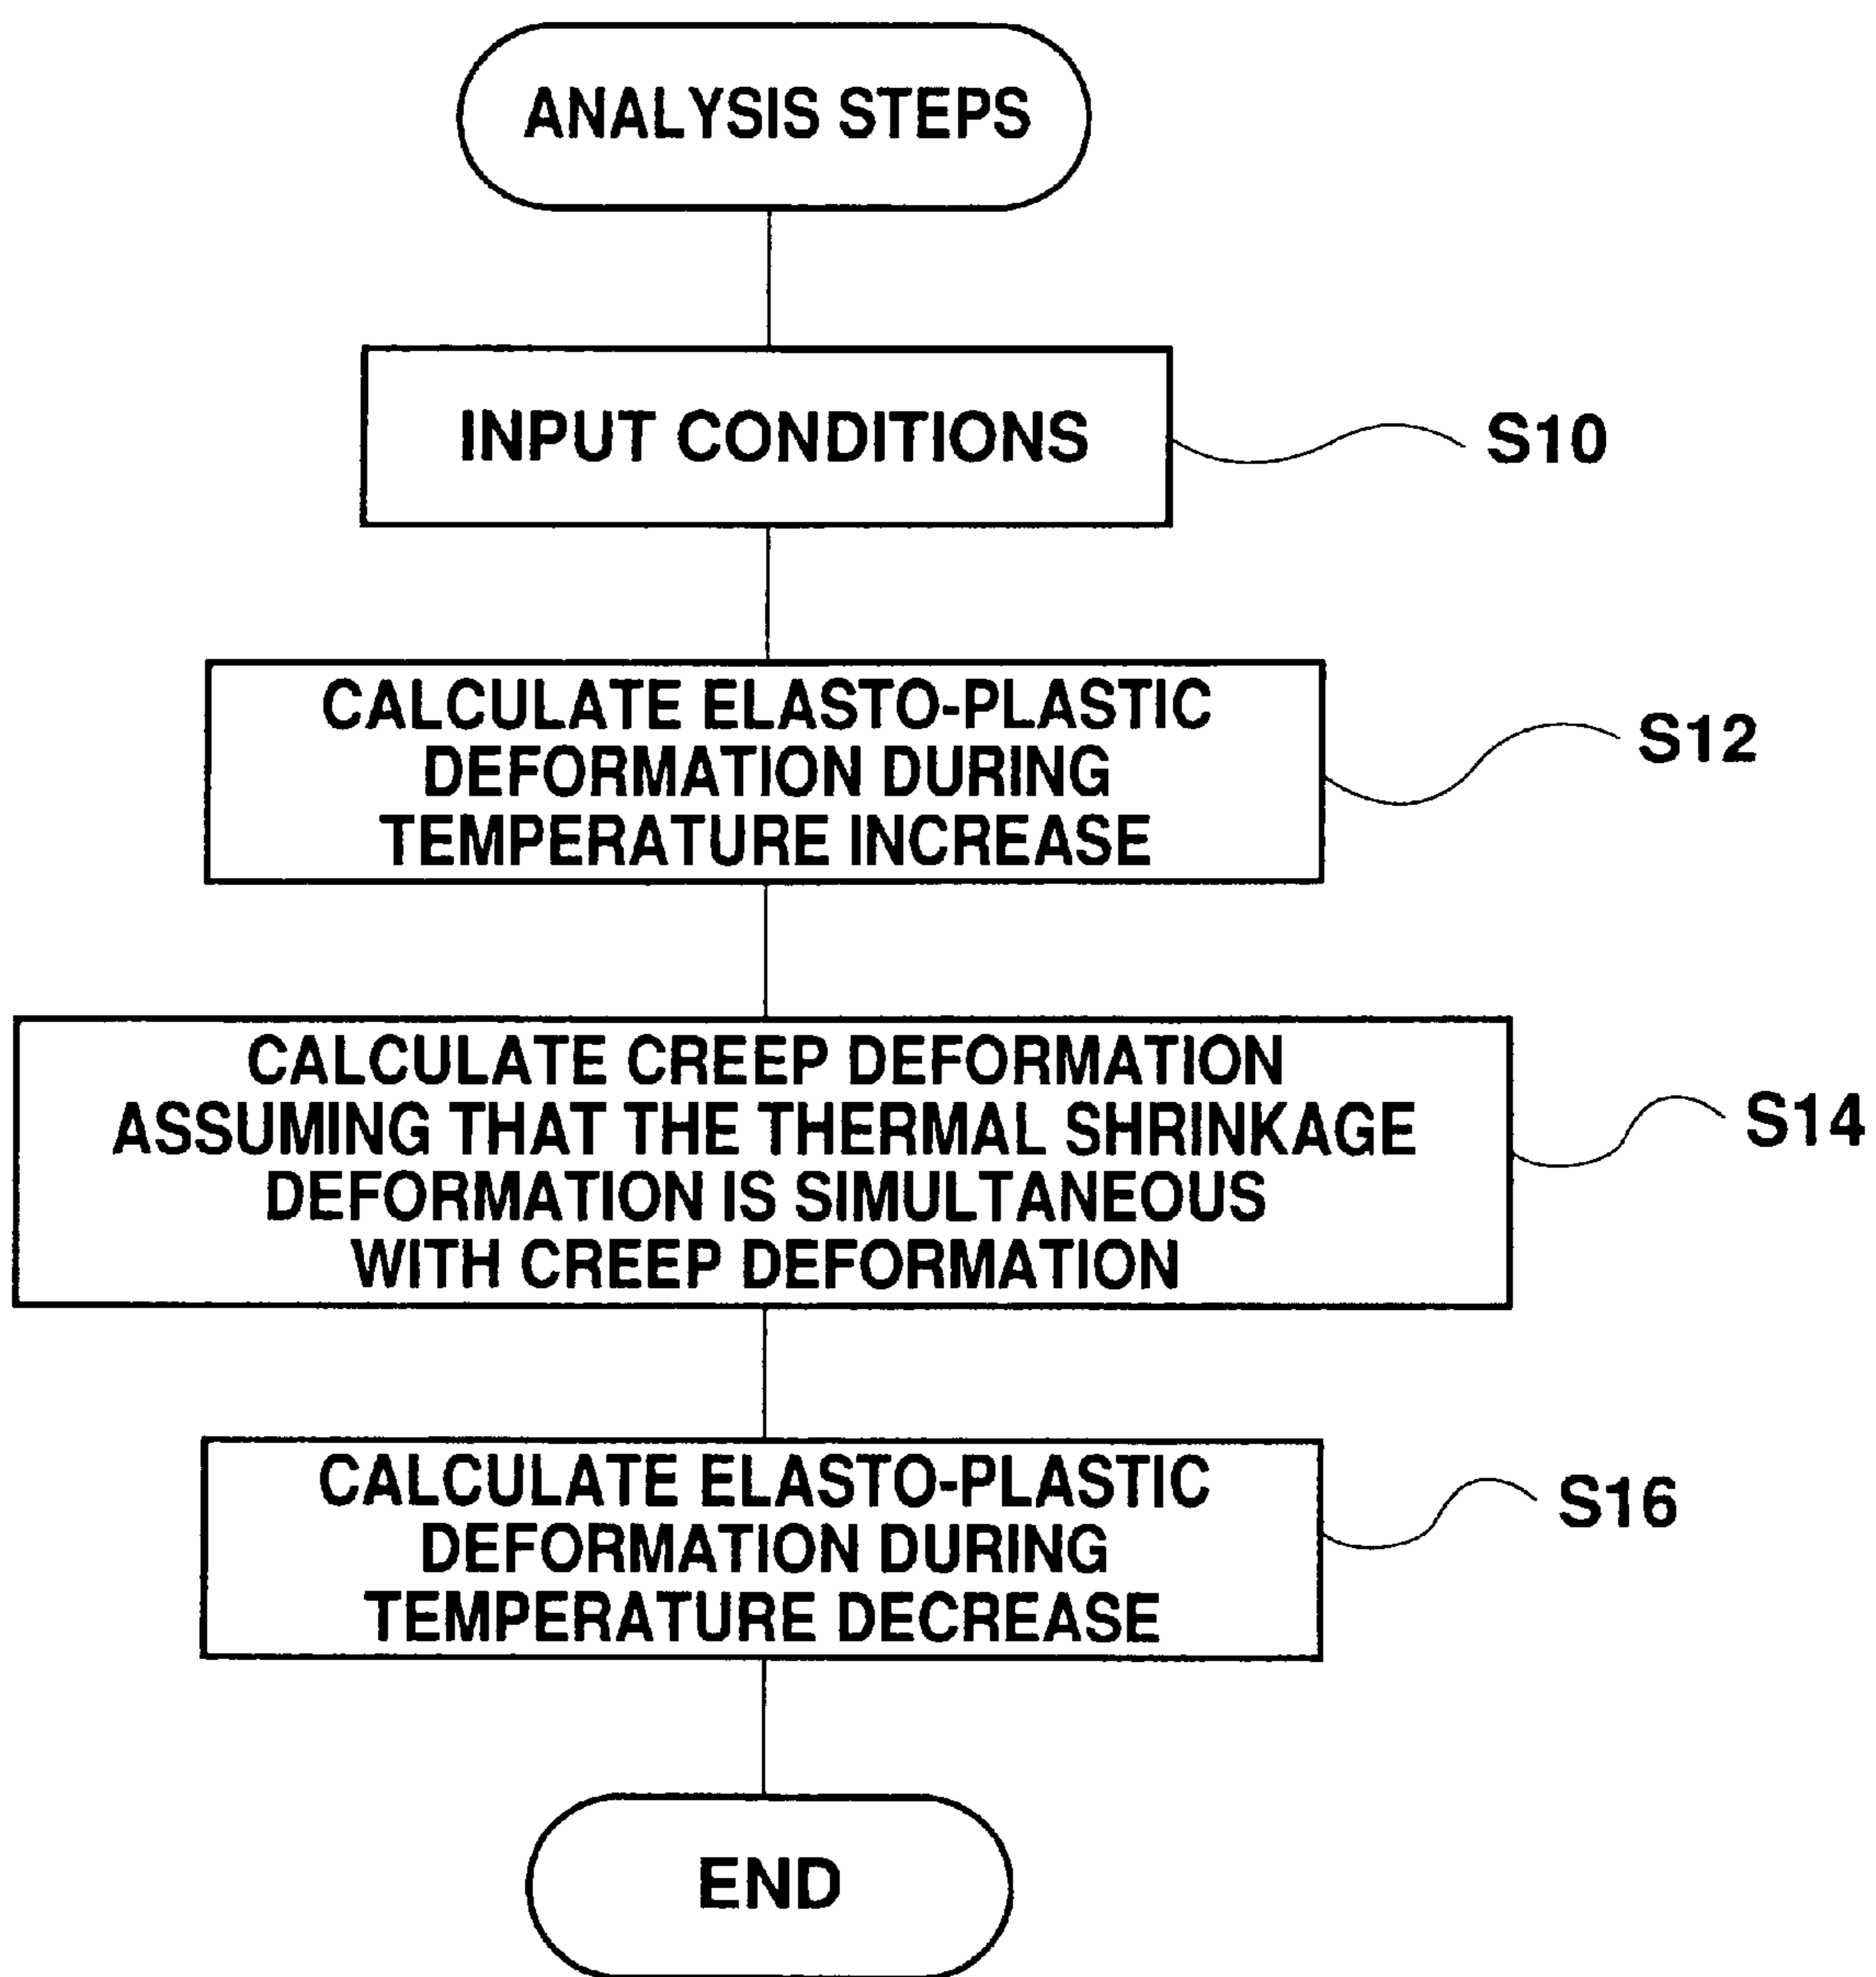 ANALYSIS STEPS
INPUT CONDITIONS
S10
CALCULATE ELASTO-PLASTIC
DEFORMATION DURING
TEMPERATURE INCREASE
S12
CALCULATE CREEP DEFORMATION
ASSUMING THAT THE THERMAL SHRINKAGE
DEFORMATION IS SIMULTANEOUS
WITH CREEP DEFORMATION
S14
CALCULATE ELASTO-PLASTIC
DEFORMATION DURING
TEMPERATURE DECREASE
S16
END